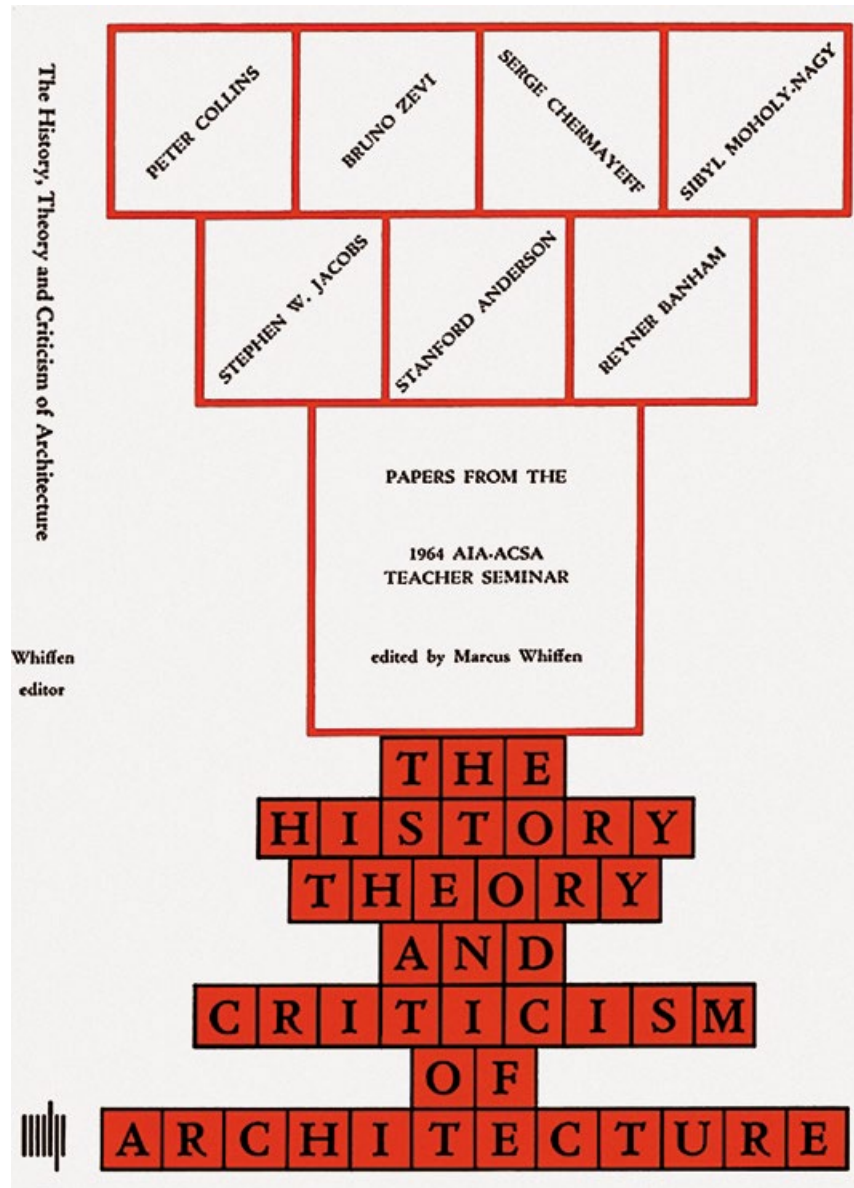 The History, Theory and Criticism of Architecture
Whiffen
editor
PETER COLLINS
BRUNO ZEVI
SERGE CHERMAYEFF
SIBYL MOHOLY-NAGY
STEPHEN W. JACOBS
STANFORD ANDERSON
REYNER BANHAM
PAPERS FROM THE
1964 AIA-ACSA
TEACHER SEMINAR
edited by Marcus Whiffen
THE
HISTORY
THEORY
AND
CRITICISM
OF
ARCHITECTURE